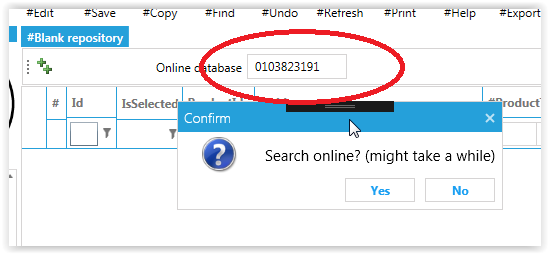 #Edit #Save #Copy #Find #Undo #Refresh #Print #Help #Export
#Blank repository
Online database 0103823191
# Id IsSelected #Product
Confirm
Search online? (might take a while)
Yes No